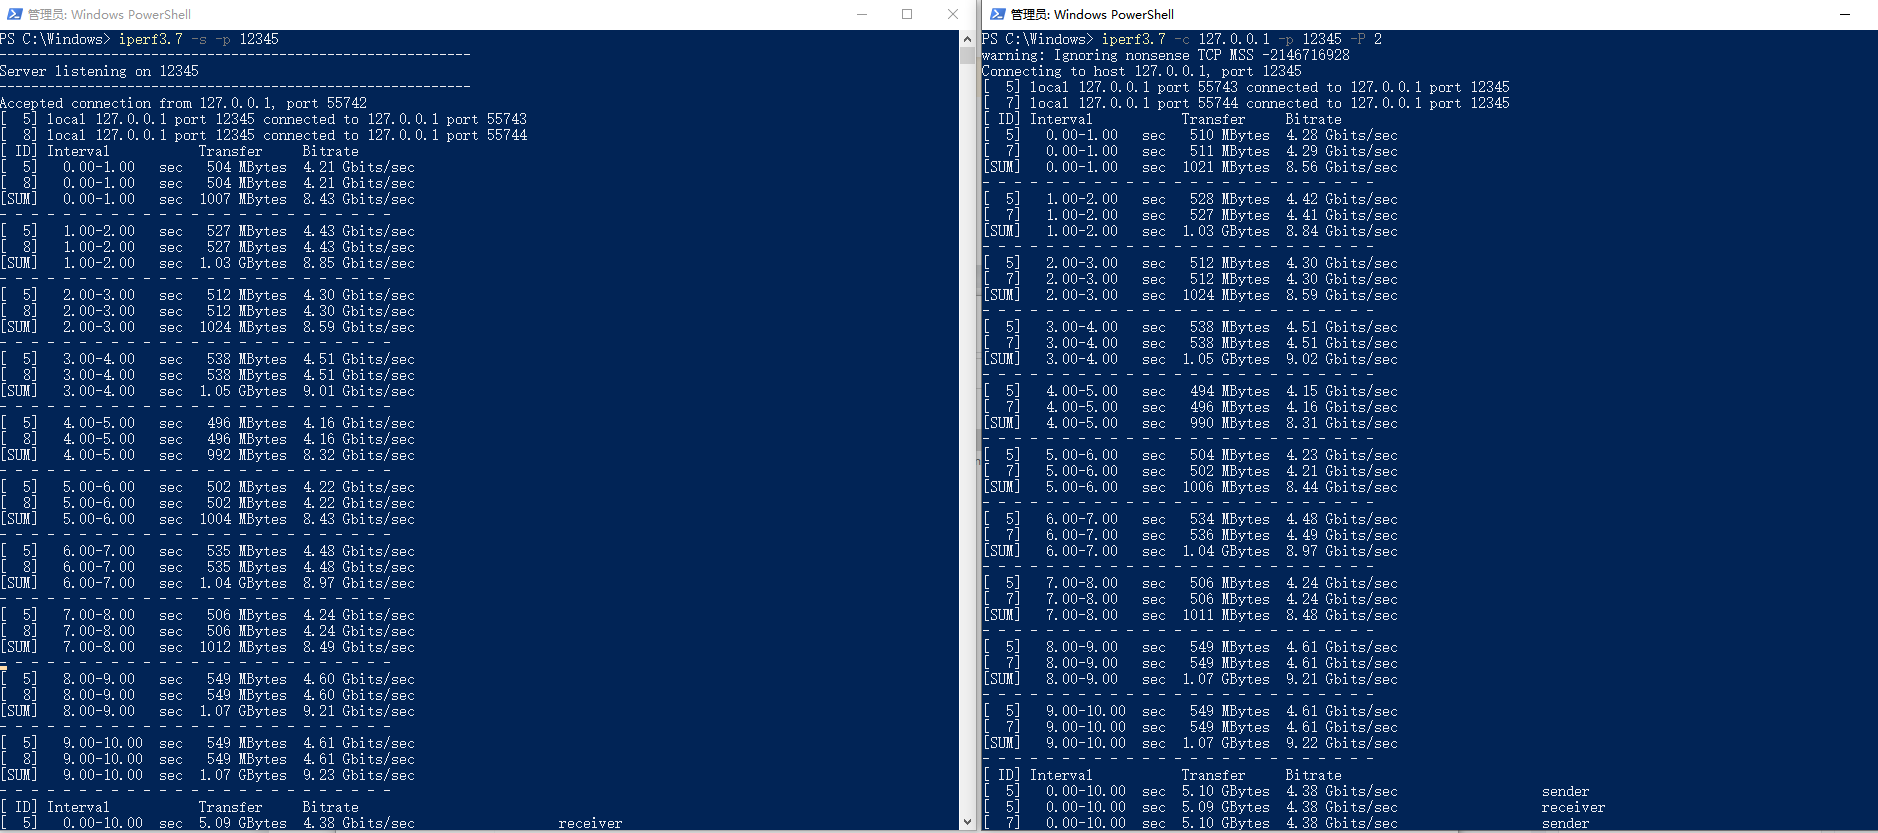 管理员: Windows PowerShell
PS C:\Windows> iperf3.7 -s -p 12345
-----------------------------------------------------------
Server listening on 12345
-----------------------------------------------------------
Accepted connection from 127.0.0.1, port 55742
[  5] local 127.0.0.1 port 12345 connected to 127.0.0.1 port 55743
[  8] local 127.0.0.1 port 12345 connected to 127.0.0.1 port 55744
[ ID] Interval           Transfer     Bitrate
[  5]   0.00-1.00   sec   504 MBytes  4.21 Gbits/sec
[  8]   0.00-1.00   sec   504 MBytes  4.21 Gbits/sec
[SUM]   0.00-1.00   sec  1007 MBytes  8.43 Gbits/sec
- - - - - - - - - - - - - - - - - - - - - - - - -
[  5]   1.00-2.00   sec   527 MBytes  4.43 Gbits/sec
[  8]   1.00-2.00   sec   527 MBytes  4.43 Gbits/sec
[SUM]   1.00-2.00   sec  1.03 GBytes  8.85 Gbits/sec
- - - - - - - - - - - - - - - - - - - - - - - - -
[  5]   2.00-3.00   sec   512 MBytes  4.30 Gbits/sec
[  8]   2.00-3.00   sec   512 MBytes  4.30 Gbits/sec
[SUM]   2.00-3.00   sec  1024 MBytes  8.59 Gbits/sec
- - - - - - - - - - - - - - - - - - - - - - - - -
[  5]   3.00-4.00   sec   538 MBytes  4.51 Gbits/sec
[  8]   3.00-4.00   sec   538 MBytes  4.51 Gbits/sec
[SUM]   3.00-4.00   sec  1.05 GBytes  9.01 Gbits/sec
- - - - - - - - - - - - - - - - - - - - - - - - -
[  5]   4.00-5.00   sec   496 MBytes  4.16 Gbits/sec
[  8]   4.00-5.00   sec   496 MBytes  4.16 Gbits/sec
[SUM]   4.00-5.00   sec   992 MBytes  8.32 Gbits/sec
- - - - - - - - - - - - - - - - - - - - - - - - -
[  5]   5.00-6.00   sec   502 MBytes  4.22 Gbits/sec
[  8]   5.00-6.00   sec   502 MBytes  4.22 Gbits/sec
[SUM]   5.00-6.00   sec  1004 MBytes  8.43 Gbits/sec
- - - - - - - - - - - - - - - - - - - - - - - - -
[  5]   6.00-7.00   sec   535 MBytes  4.48 Gbits/sec
[  8]   6.00-7.00   sec   535 MBytes  4.48 Gbits/sec
[SUM]   6.00-7.00   sec  1.04 GBytes  8.97 Gbits/sec
- - - - - - - - - - - - - - - - - - - - - - - - -
[  5]   7.00-8.00   sec   506 MBytes  4.24 Gbits/sec
[  8]   7.00-8.00   sec   506 MBytes  4.24 Gbits/sec
[SUM]   7.00-8.00   sec  1012 MBytes  8.49 Gbits/sec
- - - - - - - - - - - - - - - - - - - - - - - - -
[  5]   8.00-9.00   sec   549 MBytes  4.60 Gbits/sec
[  8]   8.00-9.00   sec   549 MBytes  4.60 Gbits/sec
[SUM]   8.00-9.00   sec  1.07 GBytes  9.21 Gbits/sec
- - - - - - - - - - - - - - - - - - - - - - - - -
[  5]   9.00-10.00  sec   549 MBytes  4.61 Gbits/sec
[  8]   9.00-10.00  sec   549 MBytes  4.61 Gbits/sec
[SUM]   9.00-10.00  sec  1.07 GBytes  9.23 Gbits/sec
- - - - - - - - - - - - - - - - - - - - - - - - -
[ ID] Interval           Transfer     Bitrate
[  5]   0.00-10.00  sec  5.09 GBytes  4.38 Gbits/sec                  receiver
管理员: Windows PowerShell
PS C:\Windows> iperf3.7 -c 127.0.0.1 -p 12345 -P 2
warning: Ignoring nonsense TCP MSS -2146716928
Connecting to host 127.0.0.1, port 12345
[  5] local 127.0.0.1 port 55743 connected to 127.0.0.1 port 12345
[  7] local 127.0.0.1 port 55744 connected to 127.0.0.1 port 12345
[ ID] Interval           Transfer     Bitrate
[  5]   0.00-1.00   sec   510 MBytes  4.28 Gbits/sec
[  7]   0.00-1.00   sec   511 MBytes  4.29 Gbits/sec
[SUM]   0.00-1.00   sec  1021 MBytes  8.56 Gbits/sec
- - - - - - - - - - - - - - - - - - - - - - - - -
[  5]   1.00-2.00   sec   528 MBytes  4.42 Gbits/sec
[  7]   1.00-2.00   sec   527 MBytes  4.41 Gbits/sec
[SUM]   1.00-2.00   sec  1.03 GBytes  8.84 Gbits/sec
- - - - - - - - - - - - - - - - - - - - - - - - -
[  5]   2.00-3.00   sec   512 MBytes  4.30 Gbits/sec
[  7]   2.00-3.00   sec   512 MBytes  4.30 Gbits/sec
[SUM]   2.00-3.00   sec  1024 MBytes  8.59 Gbits/sec
- - - - - - - - - - - - - - - - - - - - - - - - -
[  5]   3.00-4.00   sec   538 MBytes  4.51 Gbits/sec
[  7]   3.00-4.00   sec   538 MBytes  4.51 Gbits/sec
[SUM]   3.00-4.00   sec  1.05 GBytes  9.02 Gbits/sec
- - - - - - - - - - - - - - - - - - - - - - - - -
[  5]   4.00-5.00   sec   494 MBytes  4.15 Gbits/sec
[  7]   4.00-5.00   sec   496 MBytes  4.16 Gbits/sec
[SUM]   4.00-5.00   sec   990 MBytes  8.31 Gbits/sec
- - - - - - - - - - - - - - - - - - - - - - - - -
[  5]   5.00-6.00   sec   504 MBytes  4.23 Gbits/sec
[  7]   5.00-6.00   sec   502 MBytes  4.21 Gbits/sec
[SUM]   5.00-6.00   sec  1006 MBytes  8.44 Gbits/sec
- - - - - - - - - - - - - - - - - - - - - - - - -
[  5]   6.00-7.00   sec   534 MBytes  4.48 Gbits/sec
[  7]   6.00-7.00   sec   536 MBytes  4.49 Gbits/sec
[SUM]   6.00-7.00   sec  1.04 GBytes  8.97 Gbits/sec
- - - - - - - - - - - - - - - - - - - - - - - - -
[  5]   7.00-8.00   sec   506 MBytes  4.24 Gbits/sec
[  7]   7.00-8.00   sec   506 MBytes  4.24 Gbits/sec
[SUM]   7.00-8.00   sec  1011 MBytes  8.48 Gbits/sec
- - - - - - - - - - - - - - - - - - - - - - - - -
[  5]   8.00-9.00   sec   549 MBytes  4.61 Gbits/sec
[  7]   8.00-9.00   sec   549 MBytes  4.61 Gbits/sec
[SUM]   8.00-9.00   sec  1.07 GBytes  9.21 Gbits/sec
- - - - - - - - - - - - - - - - - - - - - - - - -
[  5]   9.00-10.00  sec   549 MBytes  4.61 Gbits/sec
[  7]   9.00-10.00  sec   549 MBytes  4.61 Gbits/sec
[SUM]   9.00-10.00  sec  1.07 GBytes  9.22 Gbits/sec
- - - - - - - - - - - - - - - - - - - - - - - - -
[ ID] Interval           Transfer     Bitrate
[  5]   0.00-10.00  sec  5.10 GBytes  4.38 Gbits/sec                  sender
[  5]   0.00-10.00  sec  5.09 GBytes  4.38 Gbits/sec                  receiver
[  7]   0.00-10.00  sec  5.10 GBytes  4.38 Gbits/sec                  sender